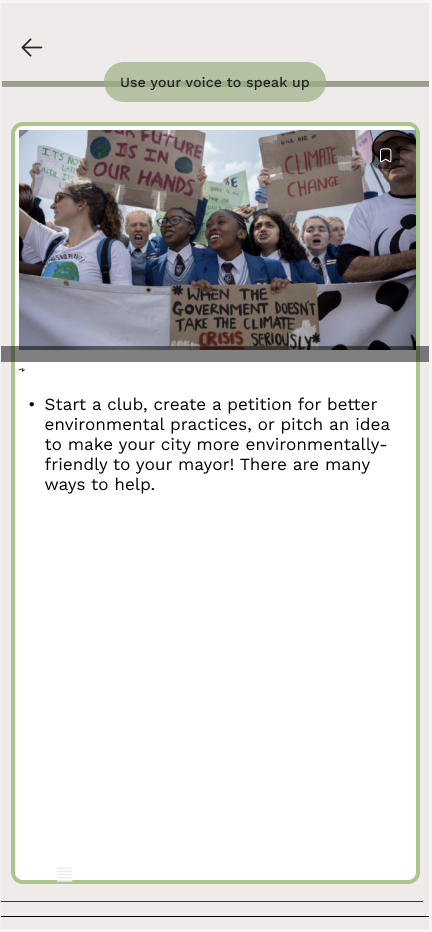 Use your voice to speak up
OUR FUTURE
IS IN
OUR HANDS
IT'S NOT
CLIMATE
CHANGE
*WHEN THE
GOVERNMENT DOESN'T
TAKE THE CLIMATE
CRISIS SERIOUSLY*
• Start a club, create a petition for better
environmental practices, or pitch an idea
to make your city more environmentally-
friendly to your mayor! There are many
ways to help.